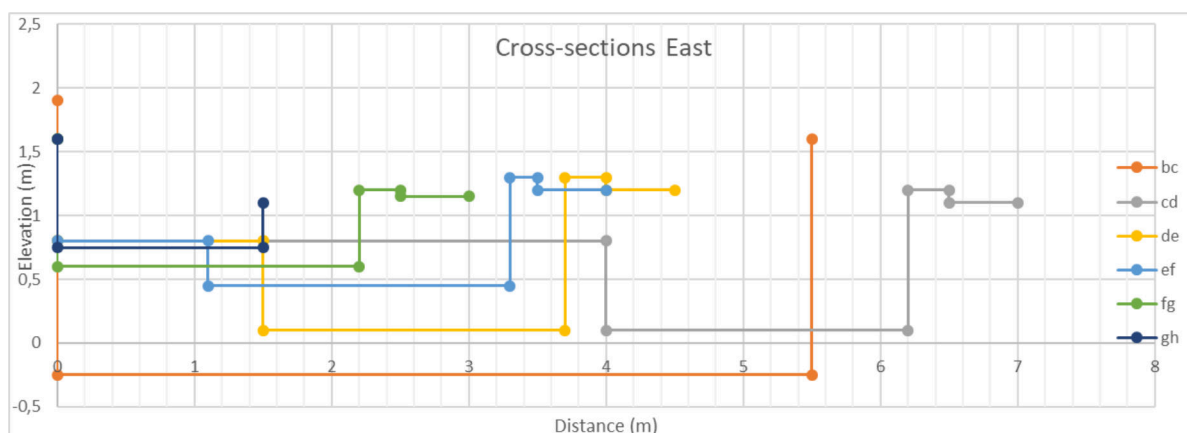 Cross-sections East
2,5
2
1,5
1
0,5
0
-0,5
Elevation (m)
0 1 2 3 4 5 6 7 8
Distance (m)
bc
cd
de
ef
fg
gh